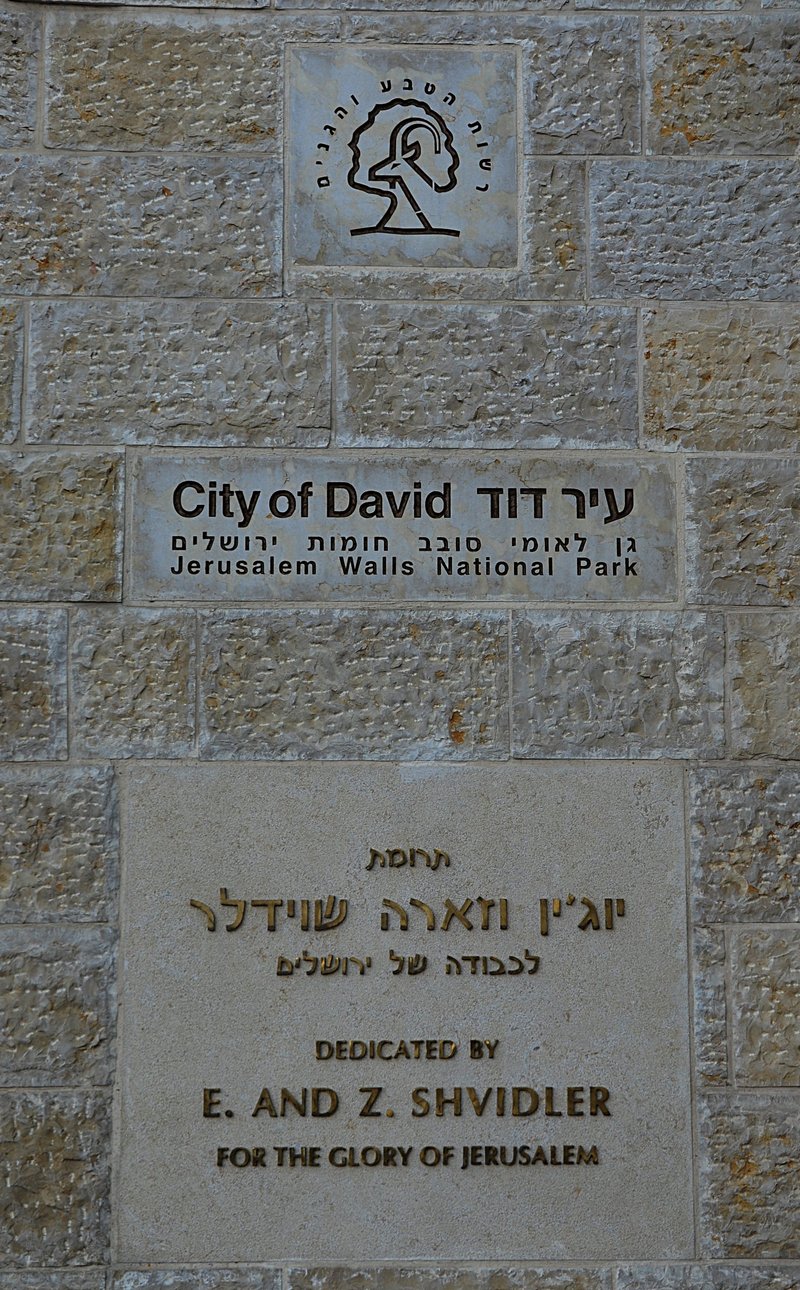 רשות הטבע והגנים
City of David עיר דוד
גן לאומי סובב חומות ירושלים
Jerusalem Walls National Park
תרומת
יוג'ין וזארה שוידלר
לכבודה של ירושלים
DEDICATED BY
E. AND Z. SHVIDLER
FOR THE GLORY OF JERUSALEM